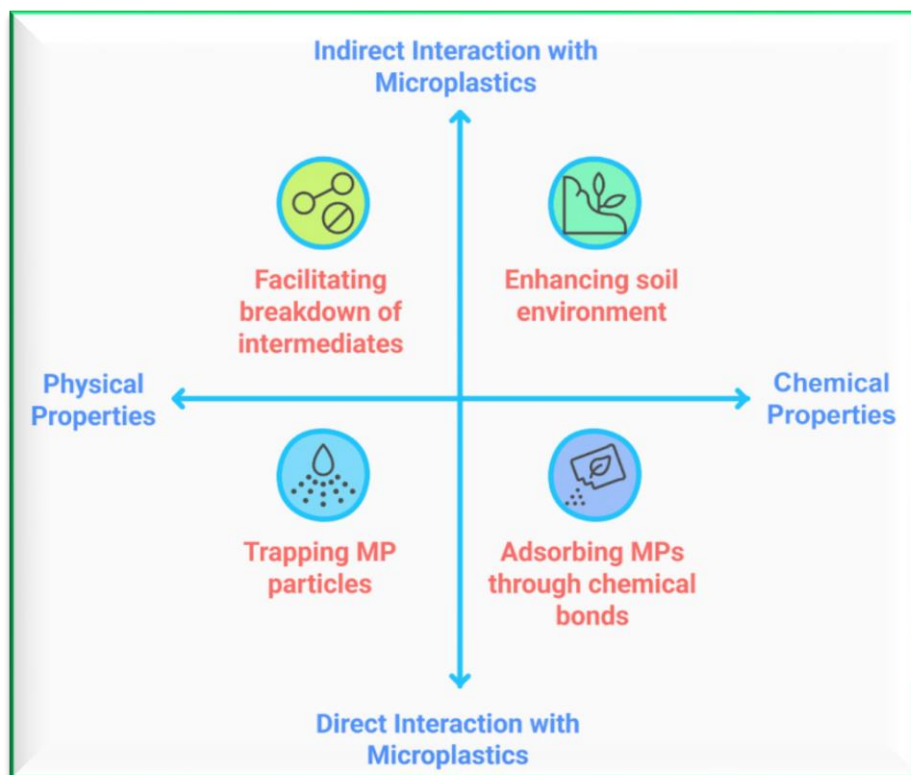 Indirect Interaction with
Microplastics
Facilitating
breakdown of
intermediates
Enhancing soil
environment
Physical
Properties
Chemical
Properties
Trapping MP
particles
Adsorbing MPs
through chemical
bonds
Direct Interaction with
Microplastics